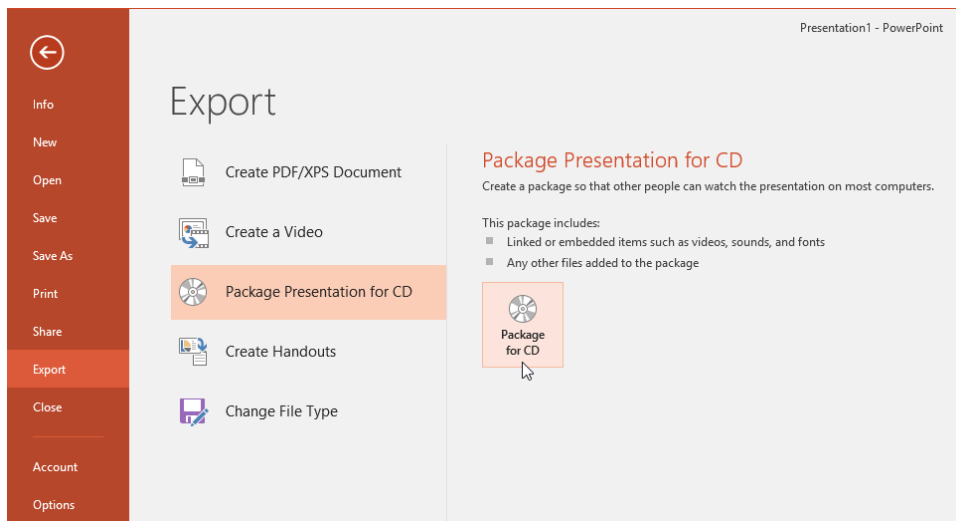 Presentation1 - PowerPoint
Info
New
Open
Save
Save As
Print
Share
Export
Close
Account
Options
Export
Create PDF/XPS Document
Create a Video
Package Presentation for CD
Create Handouts
Change File Type
Package Presentation for CD
Create a package so that other people can watch the presentation on most computers.
This package includes:
Linked or embedded items such as videos, sounds, and fonts
Any other files added to the package
Package
for CD